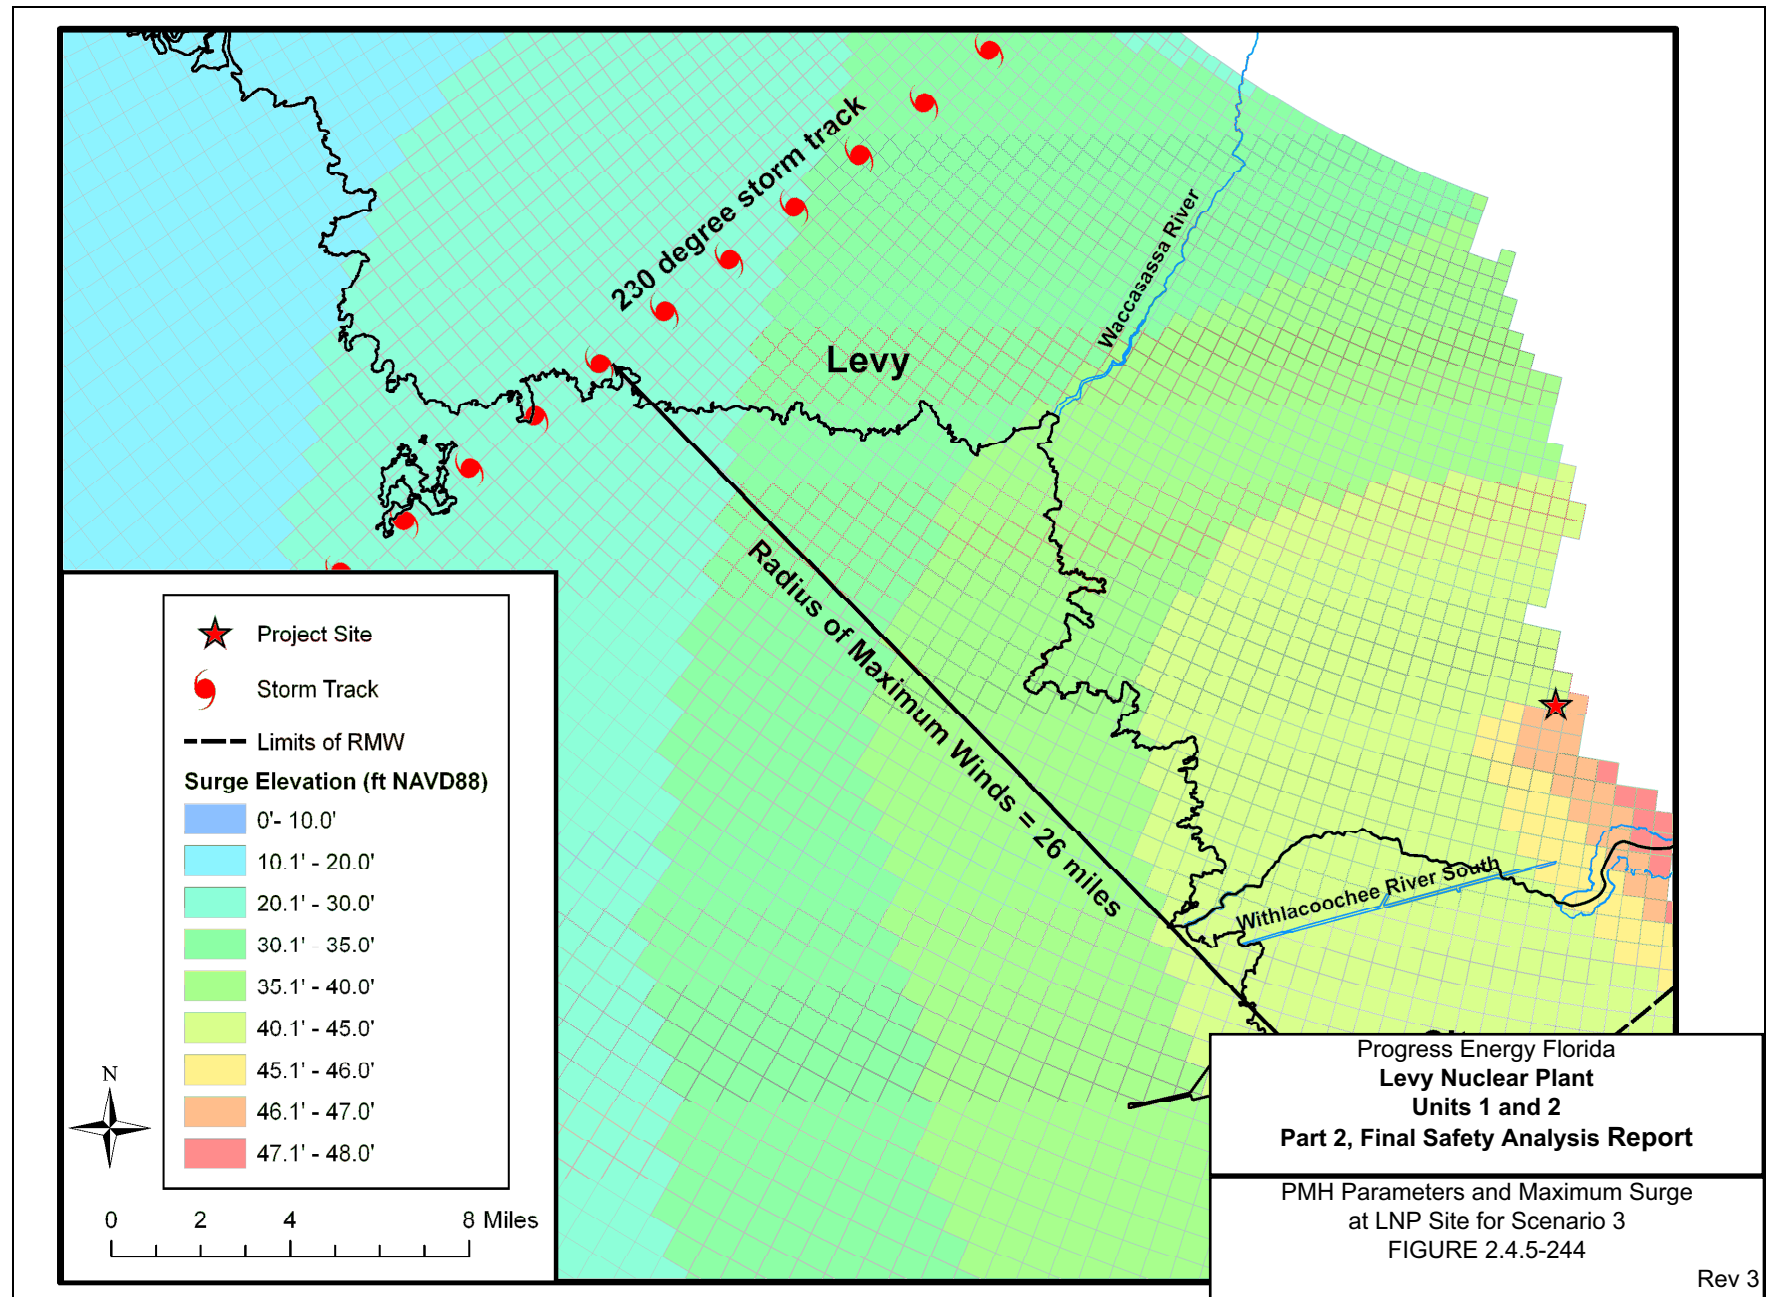 230 degree storm track
Waccasassa River
Levy
Radius of Maximum Winds = 26 miles
Withlacoochee River South
Project Site
Storm Track
Limits of RMW
Surge Elevation (ft NAVD88)
0'- 10.0'
10.1' - 20.0'
20.1' - 30.0'
30.1' - 35.0'
35.1' - 40.0'
40.1' - 45.0'
45.1' - 46.0'
46.1' - 47.0'
47.1' - 48.0'
N
0 2 4 8 Miles
Progress Energy Florida
Levy Nuclear Plant
Units 1 and 2
Part 2, Final Safety Analysis Report
PMH Parameters and Maximum Surge
at LNP Site for Scenario 3
FIGURE 2.4.5-244
Rev 3